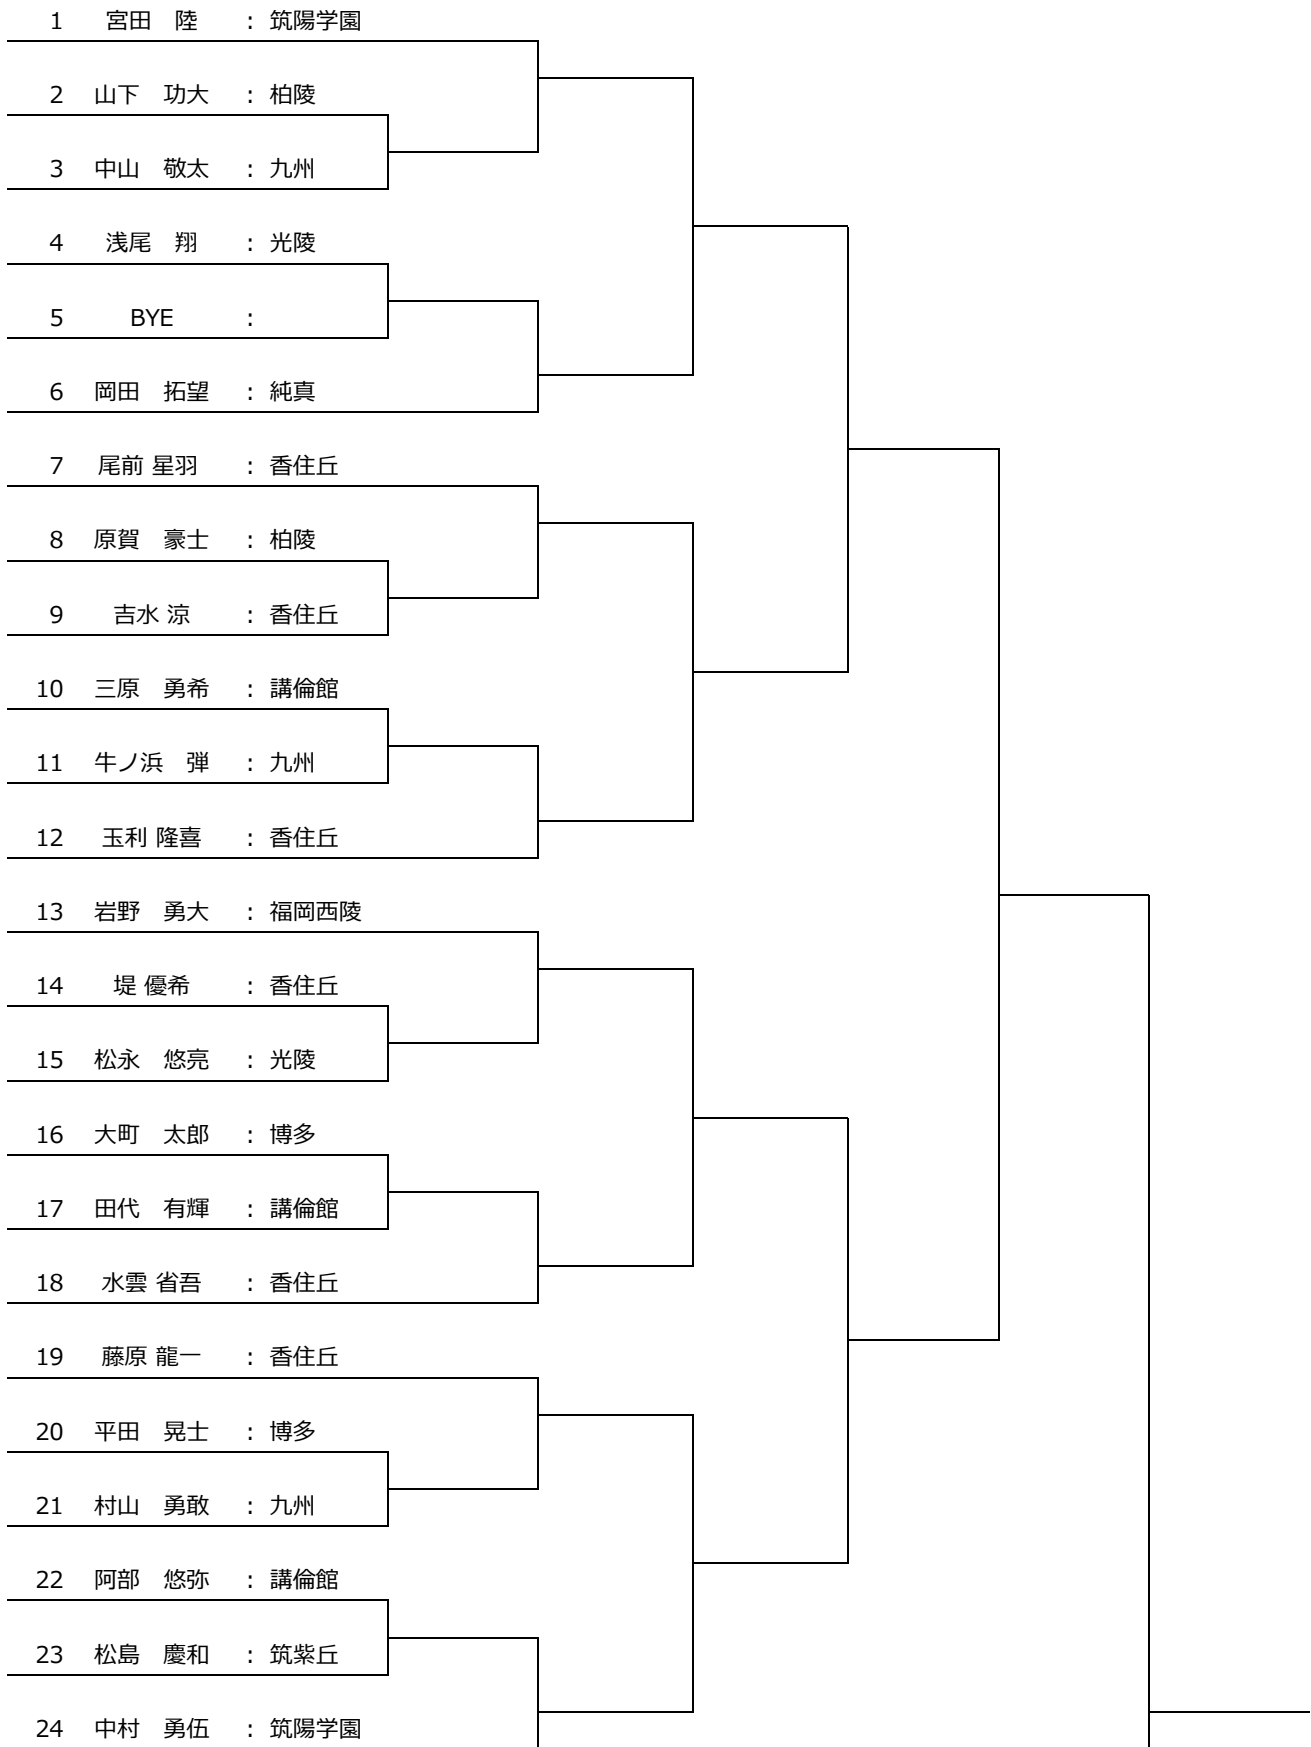 1 宮田　陸 : 筑陽学園
2 山下　功大 : 柏陵
3 中山　敬太 : 九州
4 浅尾　翔 : 光陵
5 BYE :
6 岡田　拓望 : 純真
7 尾前 星羽 : 香住丘
8 原賀　豪士 : 柏陵
9 吉水 涼 : 香住丘
10 三原　勇希 : 講倫館
11 牛ノ浜　弾 : 九州
12 玉利 隆喜 : 香住丘
13 岩野　勇大 : 福岡西陵
14 堤 優希 : 香住丘
15 松永　悠亮 : 光陵
16 大町　太郎 : 博多
17 田代　有輝 : 講倫館
18 水雲 省吾 : 香住丘
19 藤原 龍一 : 香住丘
20 平田　晃士 : 博多
21 村山　勇敢 : 九州
22 阿部　悠弥 : 講倫館
23 松島　慶和 : 筑紫丘
24 中村　勇伍 : 筑陽学園